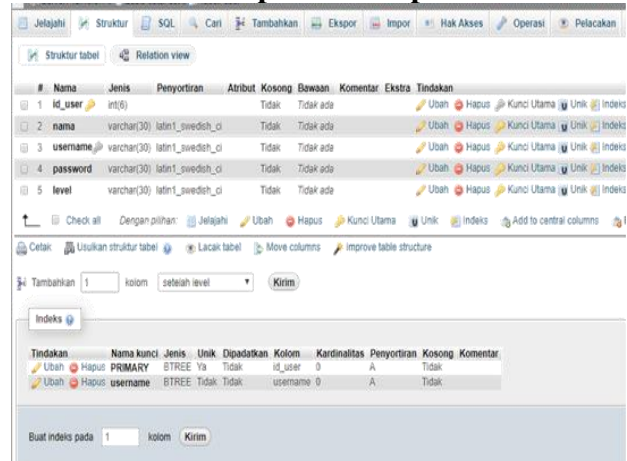 Jelajahi Struktur SQL Cari Tambahkan Ekspor Impor Hak Akses Operasi Pelacakan
Struktur tabel Relation view
# Nama Jenis Penyortiran Atribut Kosong Bawaan Komentar Ekstra Tindakan
1 id_user int(6) Tidak Tidak ada Ubah Hapus Kunci Utama Unik Indeks
2 nama varchar(30) latin1_swedish_ci Tidak Tidak ada Ubah Hapus Kunci Utama Unik Indeks
3 username varchar(30) latin1_swedish_ci Tidak Tidak ada Ubah Hapus Kunci Utama Unik Indeks
4 password varchar(30) latin1_swedish_ci Tidak Tidak ada Ubah Hapus Kunci Utama Unik Indeks
5 level varchar(30) latin1_swedish_ci Tidak Tidak ada Ubah Hapus Kunci Utama Unik Indeks
Check all Dengan pilihan: Jelajahi Ubah Hapus Kunci Utama Unik Indeks Add to central columns
Cetak Usulkan struktur tabel Lacak tabel Move columns Improve table structure
Tambahkan 1 kolom setelah level Kirim
Indeks
Tindakan Nama kunci Jenis Unik Dipadatkan Kolom Kardinalitas Penyortiran Kosong Komentar
Ubah Hapus PRIMARY BTREE Ya Tidak id_user 0 A Tidak
Ubah Hapus username BTREE Tidak Tidak username 0 A Tidak
Buat indeks pada 1 kolom Kirim